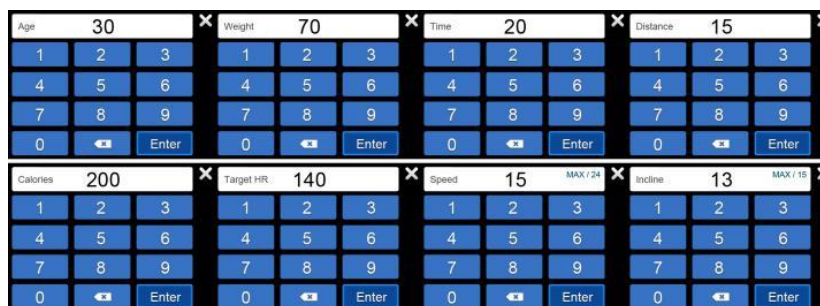 Age 30 Weight 70 Time 20 Distance 15
1 2 3 1 2 3 1 2 3 1 2 3
4 5 6 4 5 6 4 5 6 4 5 6
7 8 9 7 8 9 7 8 9 7 8 9
0 Enter 0 Enter 0 Enter 0 Enter
Calories 200 Target HR 140 Speed 15 MAX / 24 Incline 13 MAX / 15
1 2 3 1 2 3 1 2 3 1 2 3
4 5 6 4 5 6 4 5 6 4 5 6
7 8 9 7 8 9 7 8 9 7 8 9
0 Enter 0 Enter 0 Enter 0 Enter